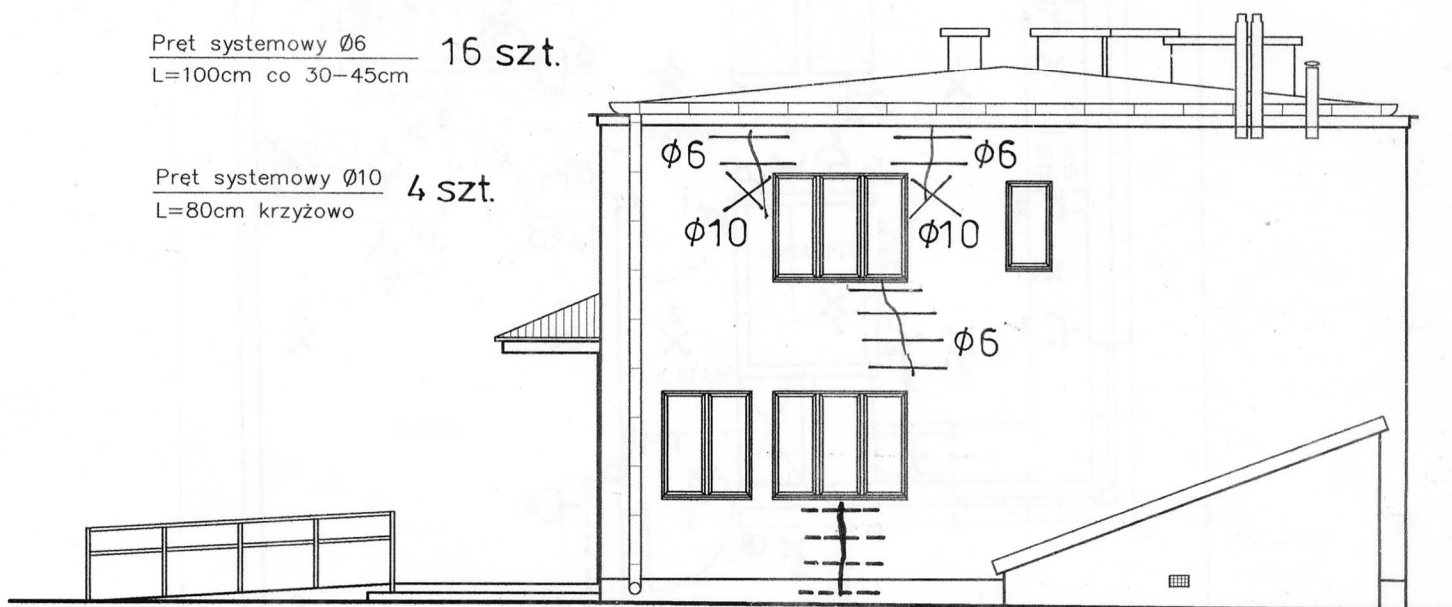 Pręt systemowy Ø6
L=100cm co 30-45cm
16 szt.
Pręt systemowy Ø10
L=80cm krzyżowo
4 szt.
Ø6
Ø6
Ø10
Ø10
Ø6